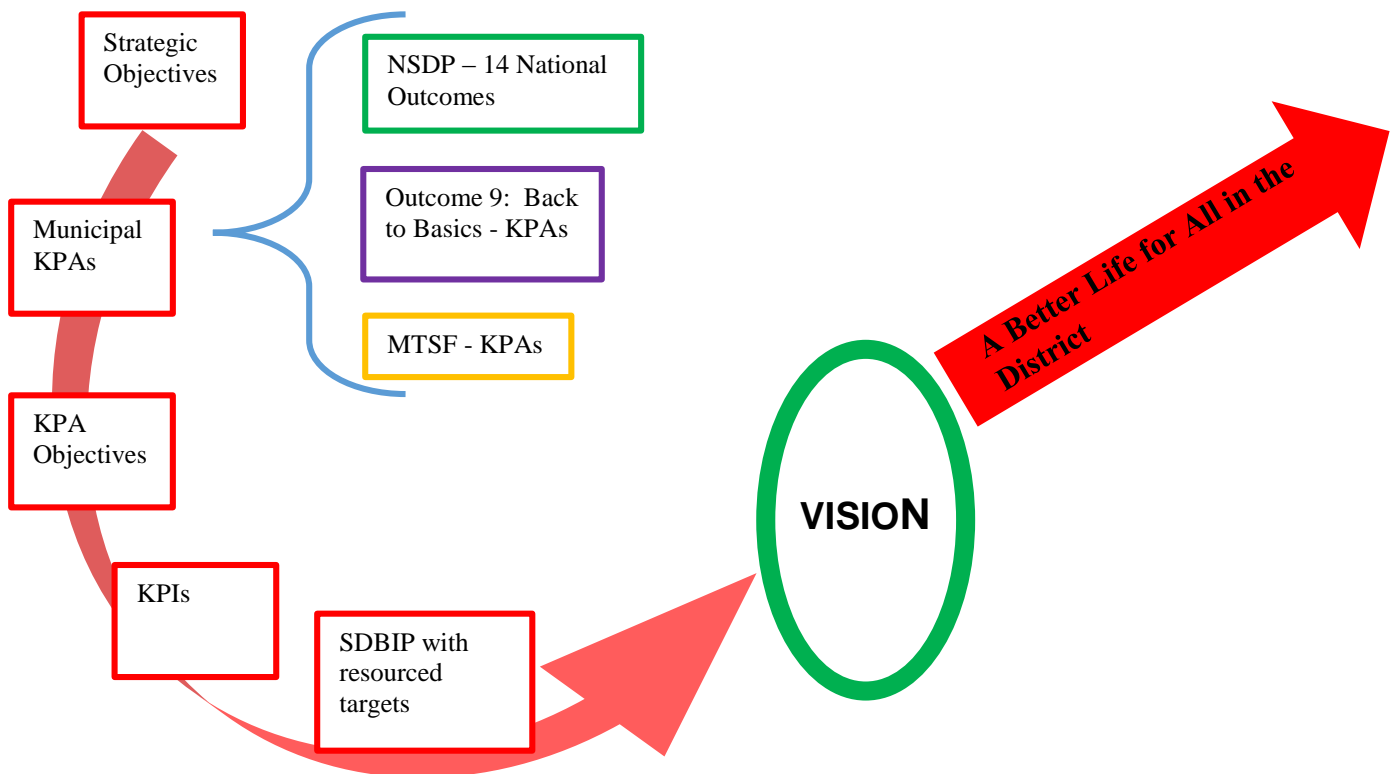 Strategic
Objectives
NSDP – 14 National
Outcomes
Outcome 9:  Back
to Basics - KPAs
Municipal
KPAs
MTSF - KPAs
KPA
Objectives
KPIs
SDBIP with
resourced
targets
VISION
A Better Life for All in the
District